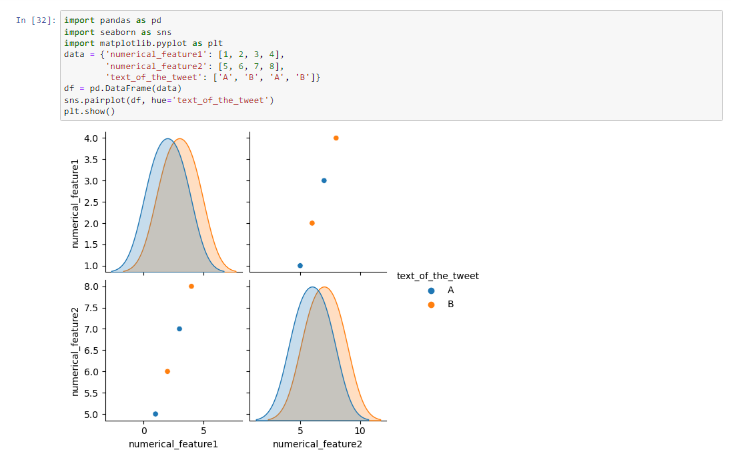 In [32]: import pandas as pd
import seaborn as sns
import matplotlib.pyplot as plt
data = {'numerical_feature1': [1, 2, 3, 4],
'numerical_feature2': [5, 6, 7, 8],
'text_of_the_tweet': ['A', 'B', 'A', 'B']}
df = pd.DataFrame(data)
sns.pairplot(df, hue='text_of_the_tweet')
plt.show()
4.0
3.5
3.0
2.5
2.0
1.5
1.0
numerical_feature1
text_of_the_tweet
A
B
8.0
7.5
7.0
6.5
6.0
5.5
5.0
numerical_feature2
0 5
numerical_feature1
5 10
numerical_feature2